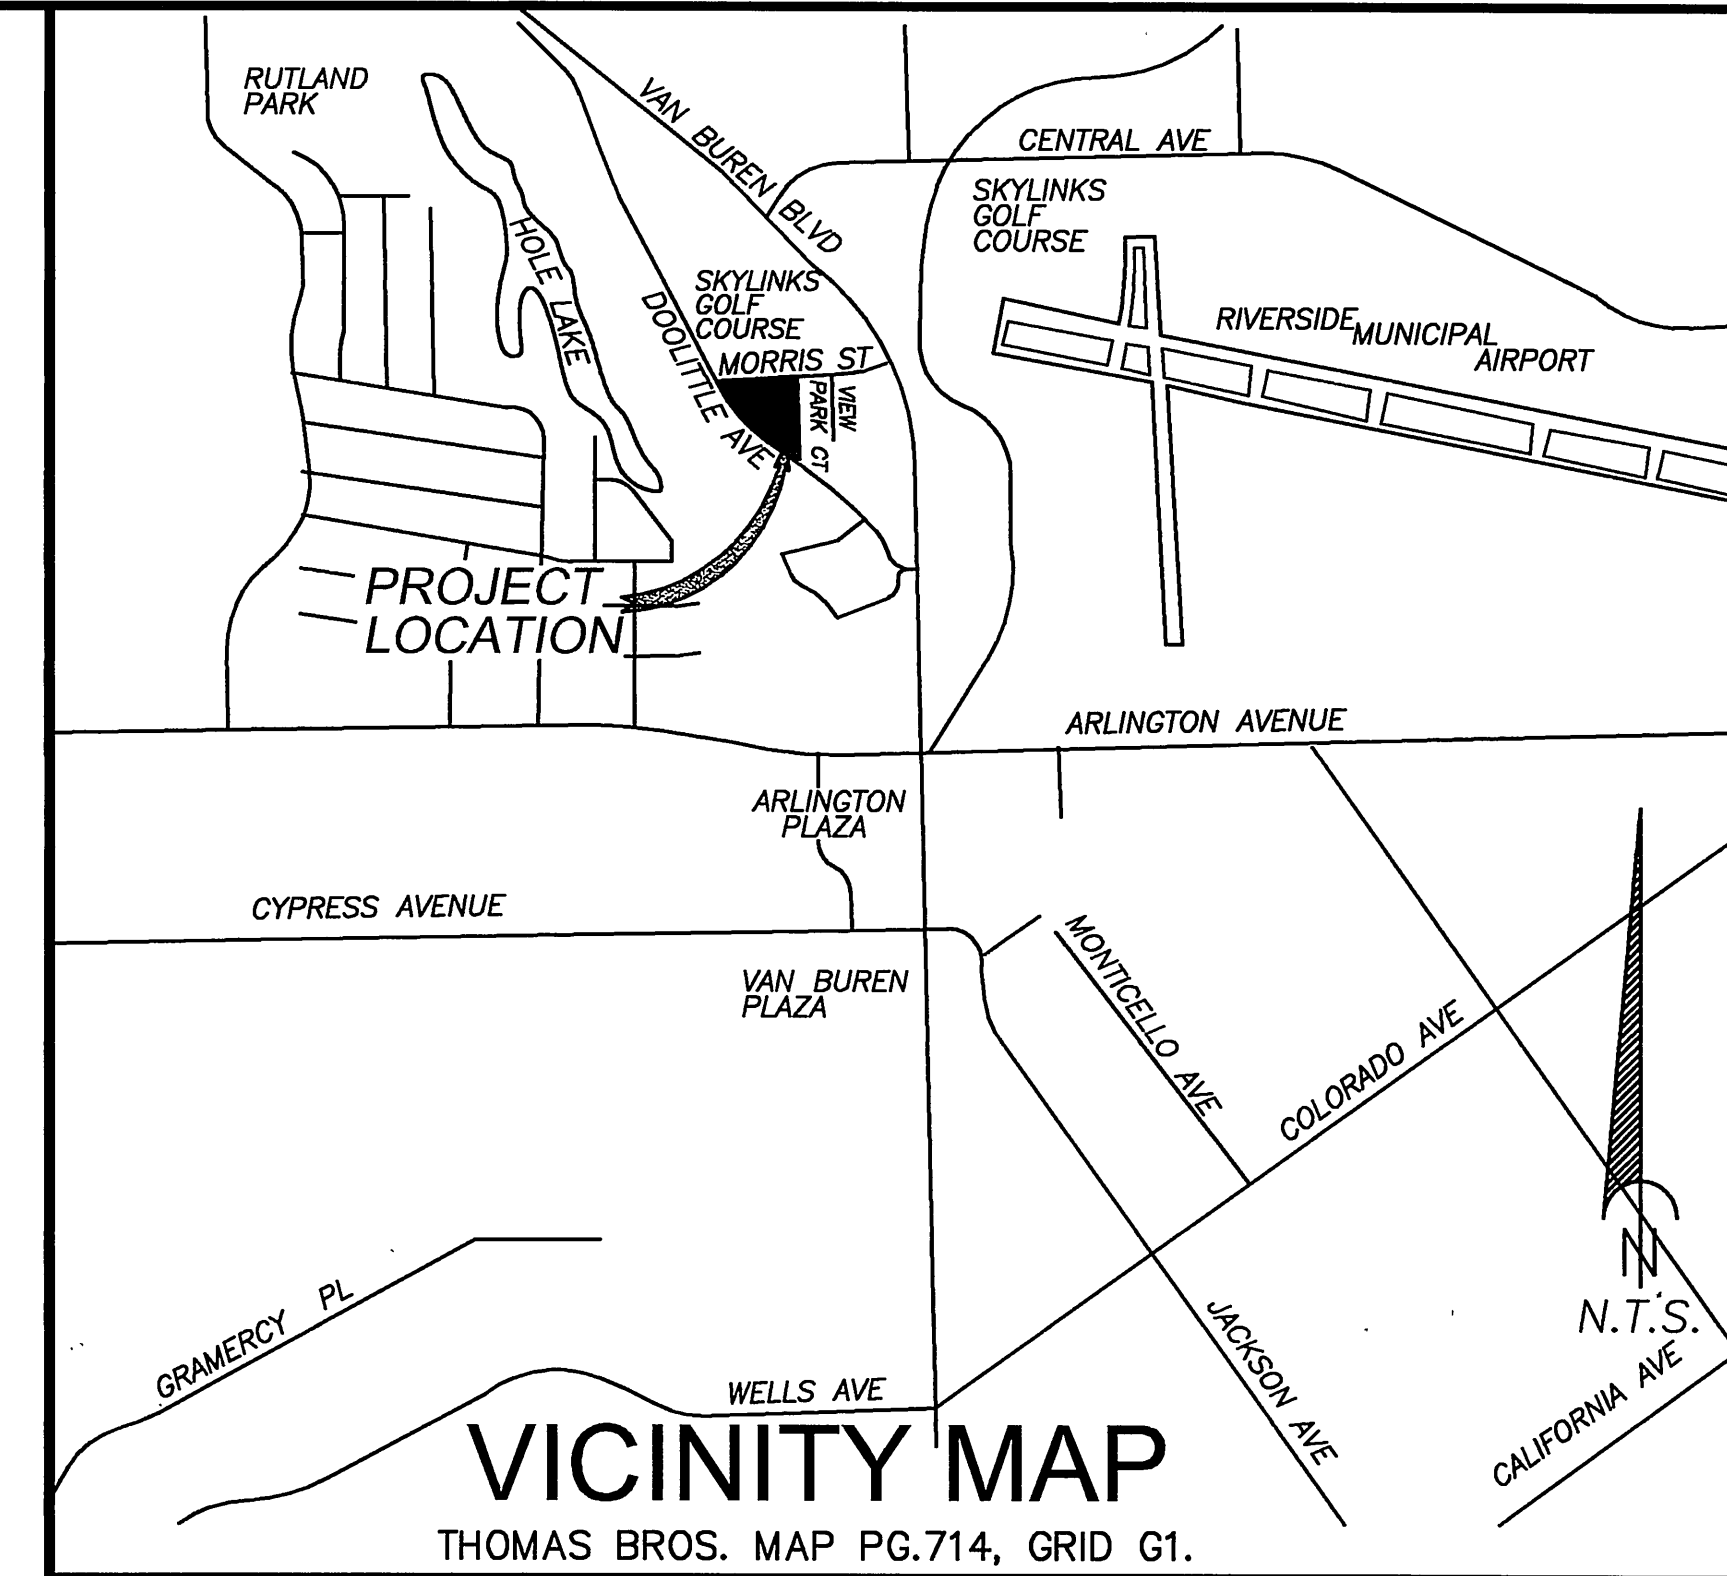 RUTLAND
PARK
VAN BUREN BLVD
CENTRAL AVE
SKYLINKS
GOLF
COURSE
HOLE LAKE
SKYLINKS
GOLF
COURSE
DOOLITTLE AVE
MORRIS ST
VIEW
PARK CT
RIVERSIDE MUNICIPAL
AIRPORT
PROJECT
LOCATION
ARLINGTON AVENUE
ARLINGTON
PLAZA
CYPRESS AVENUE
VAN BUREN
PLAZA
MONTICELLO AVE
COLORADO AVE
N
N.T.S.
GRAMERCY PL
JACKSON AVE
CALIFORNIA AVE
WELLS AVE
VICINITY MAP
THOMAS BROS. MAP PG.714, GRID G1.